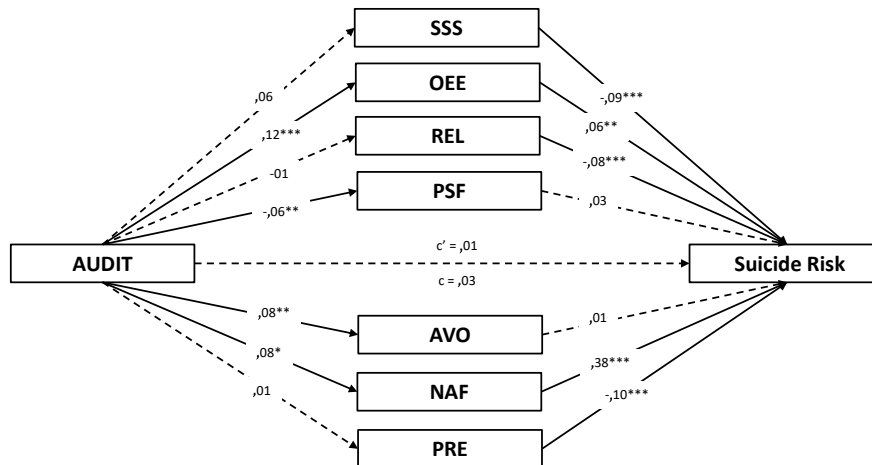 SSS
OEE
REL
PSF
,06
,12***
-01
-,06**
-,09***
,06**
-,08***
,03
AUDIT
c’ = ,01
c = ,03
Suicide Risk
,08**
,08*
,01
AVO
NAF
PRE
,01
,38***
-,10***